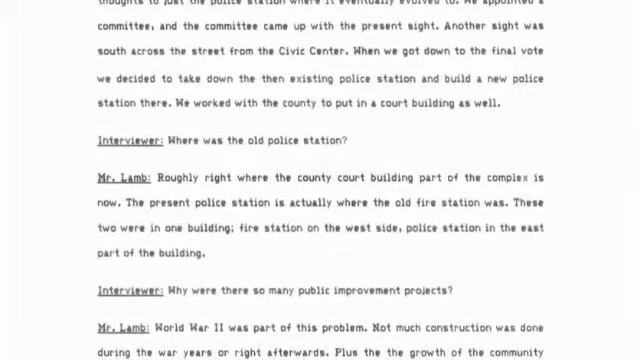 thoughts to just the police station where it eventually evolved to. We appointed a
committee, and the committee came up with the present sight. Another sight was
south across the street from the Civic Center. When we got down to the final vote
we decided to take down the then existing police station and build a new police
station there. We worked with the county to put in a court building as well.
Interviewer: Where was the old police station?
Mr. Lamb: Roughly right where the county court building part of the complex is
now. The present police station is actually where the old fire station was. These
two were in one building; fire station on the west side, police station in the east
part of the building.
Interviewer: Why were there so many public improvement projects?
Mr. Lamb: World War II was part of this problem. Not much construction was done
during the war years or right afterwards. Plus the the growth of the community